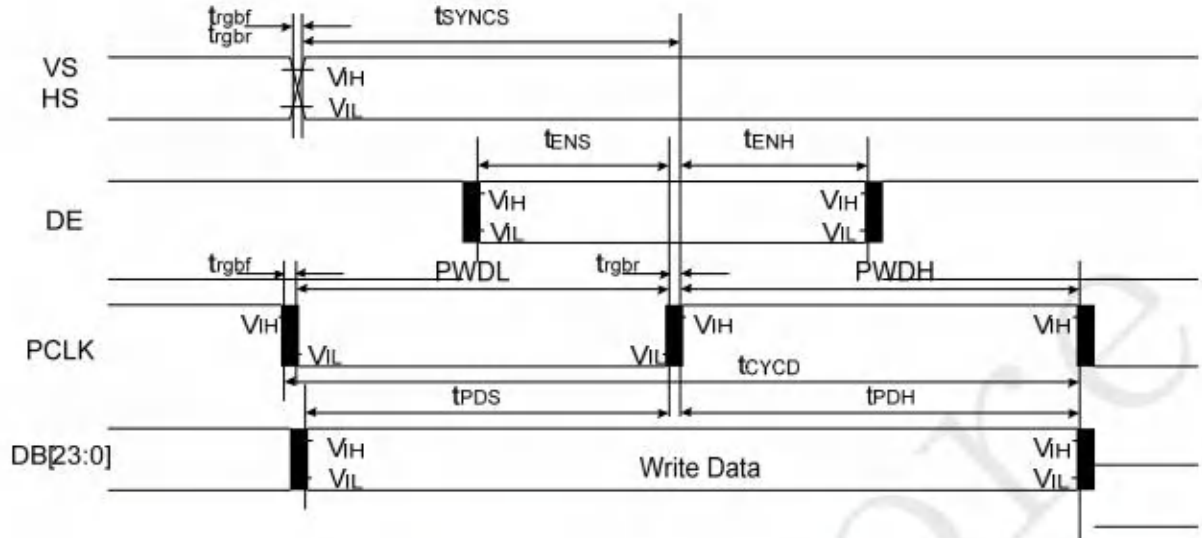 trgbf
trgbr
tSYNCS
VS
HS
VIH
VIL
tENS
tENH
DE
VIH
VIL
VIH
VIL
trgbf
PWDL
trgbr
PWDH
PCLK
VIH
VIL
VIL
VIH
VIH
tCYCD
tPDS
tPDH
DB[23:0]
VIH
VIL
Write Data
VIH
VIL
ore